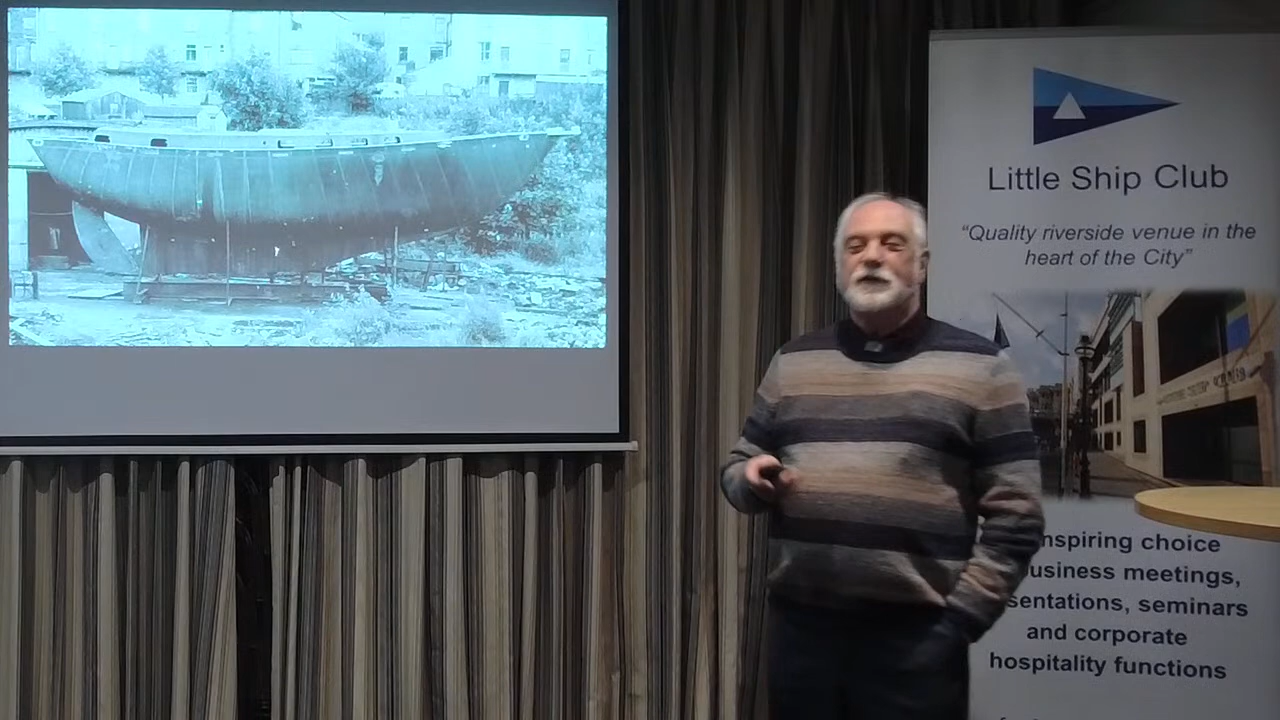 Little Ship Club
“Quality riverside venue in the
heart of the City”
nspiring choice
usiness meetings,
sentations, seminars
and corporate
hospitality functions